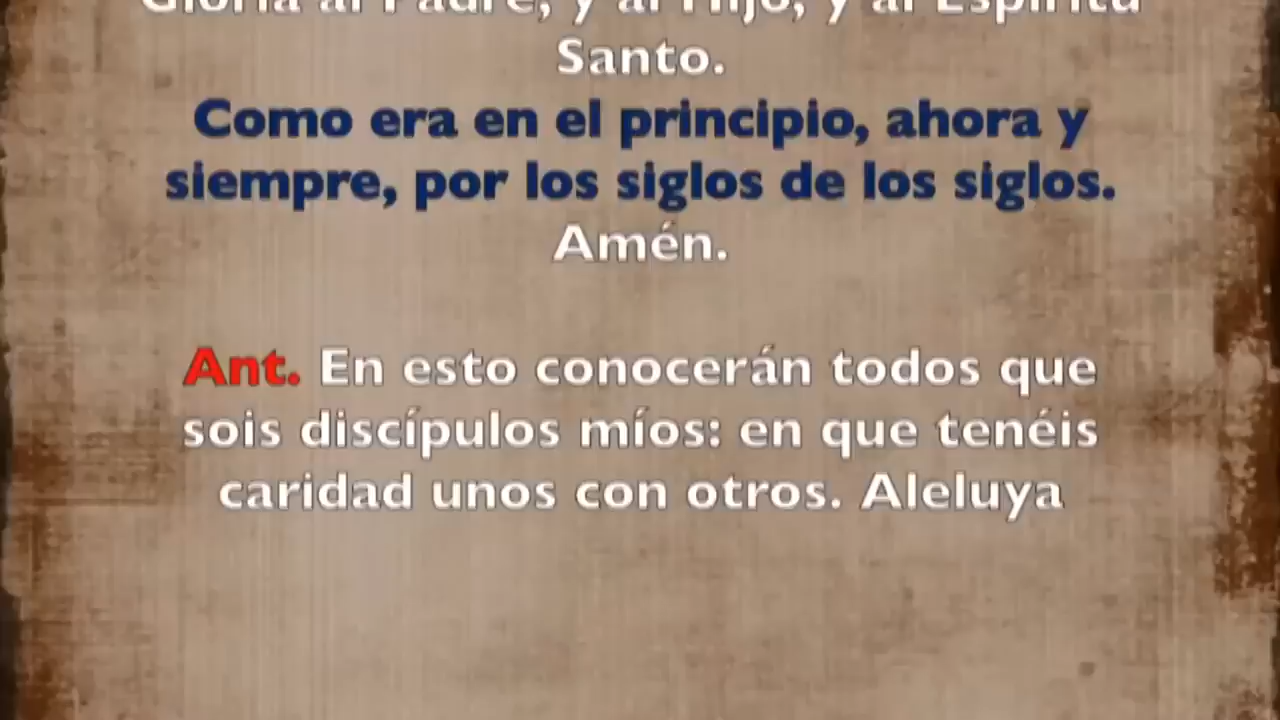 Gloria al Padre, y al Hijo, y al Espíritu
Santo.
Como era en el principio, ahora y
siempre, por los siglos de los siglos.
Amén.
Ant. En esto conocerán todos que
sois discípulos míos: en que tenéis
caridad unos con otros. Aleluya